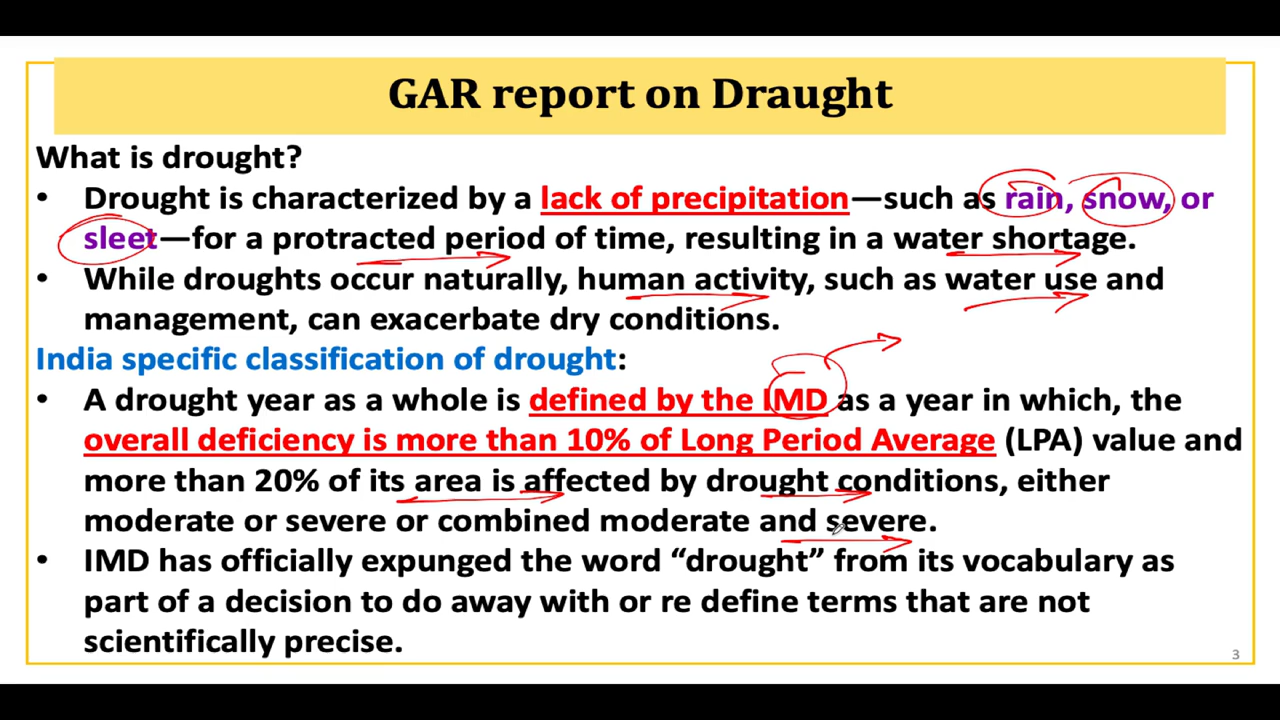 GAR report on Draught
What is drought?
• Drought is characterized by a lack of precipitation—such as rain, snow, or
sleet—for a protracted period of time, resulting in a water shortage.
• While droughts occur naturally, human activity, such as water use and
management, can exacerbate dry conditions.
India specific classification of drought:
• A drought year as a whole is defined by the IMD as a year in which, the
overall deficiency is more than 10% of Long Period Average (LPA) value and
more than 20% of its area is affected by drought conditions, either
moderate or severe or combined moderate and severe.
• IMD has officially expunged the word “drought” from its vocabulary as
part of a decision to do away with or re define terms that are not
scientifically precise.
3